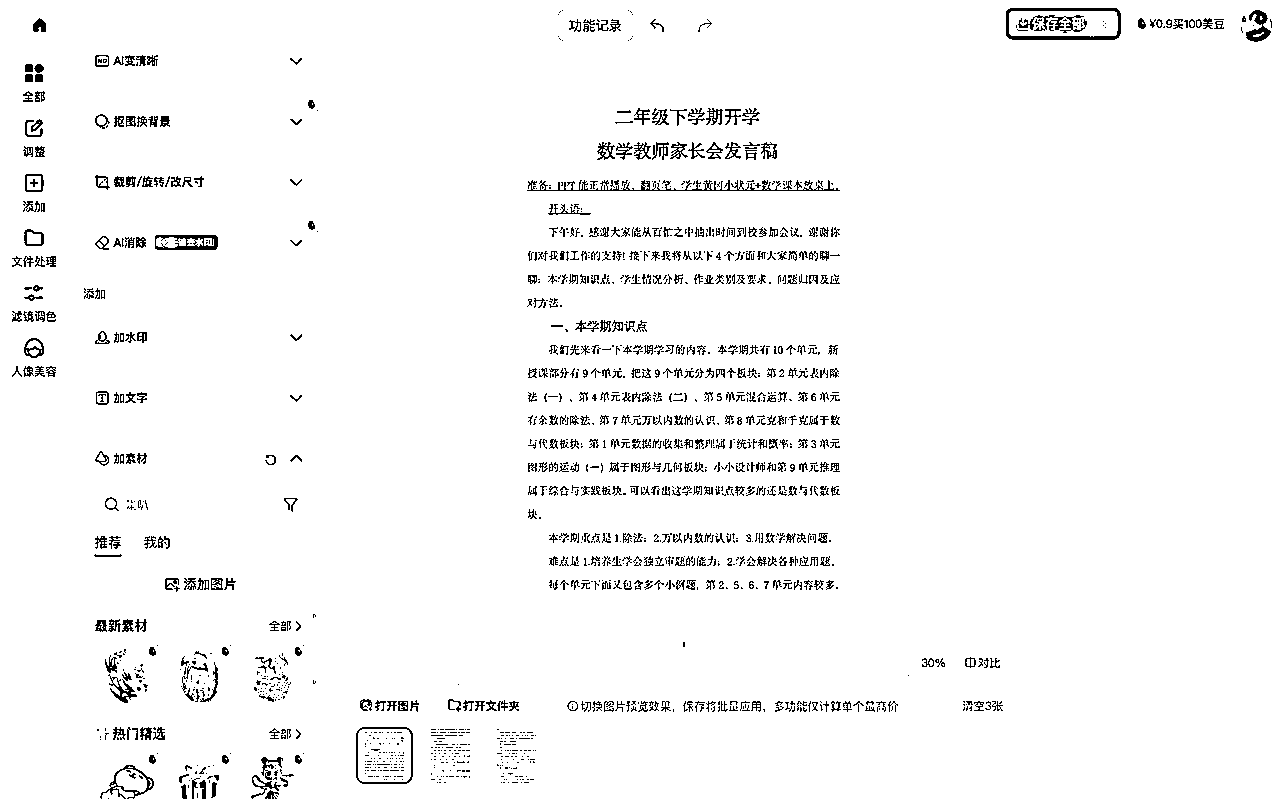 功能记录
保存全部
¥0.9买100美豆
全部
调整
添加
文件处理
滤镜调色
人像美容
AI变清晰
抠图换背景
裁剪/旋转/改尺寸
AI消除
添加
加水印
加文字
加素材
推荐 我的
添加图片
最新素材 全部
热门精选 全部
二年级下学期开学
数学教师家长会发言稿
准备：PPT能正常播放、翻页笔、学生黄冈小状元+数学课本放桌上。
开头语：
下午好，感谢大家能从百忙之中抽出时间到校参加会议，谢谢你
们对我们工作的支持！接下来我将从以下4个方面和大家简单的聊一
聊：本学期知识点、学生情况分析、作业类别及要求、问题归因及应
对方法。
一、本学期知识点
我们先来看一下本学期学习的内容。本学期共有10个单元，新
授课部分有9个单元，把这9个单元分为四个板块：第2单元表内除
法（一）、第4单元表内除法（二）、第5单元混合运算、第6单元
有余数的除法、第7单元万以内数的认识、第8单元克和千克属于数
与代数板块；第1单元数据的收集和整理属于统计和概率；第3单元
图形的运动（一）属于图形与几何板块；小小设计师和第9单元推理
属于综合与实践板块。可以看出这学期知识点较多的还是数与代数板
块。
本学期重点是1.除法；2.万以内数的认识；3.用数学解决问题。
难点是1.培养生学会独立审题的能力；2.学会解决各种应用题。
每个单元下面又包含多个小例题，第2、5、6、7单元内容较多。
30% 对比
打开图片 打开文件夹 切换图片预览效果，保存将批量应用，多功能仅计算单个最高价 清空3张